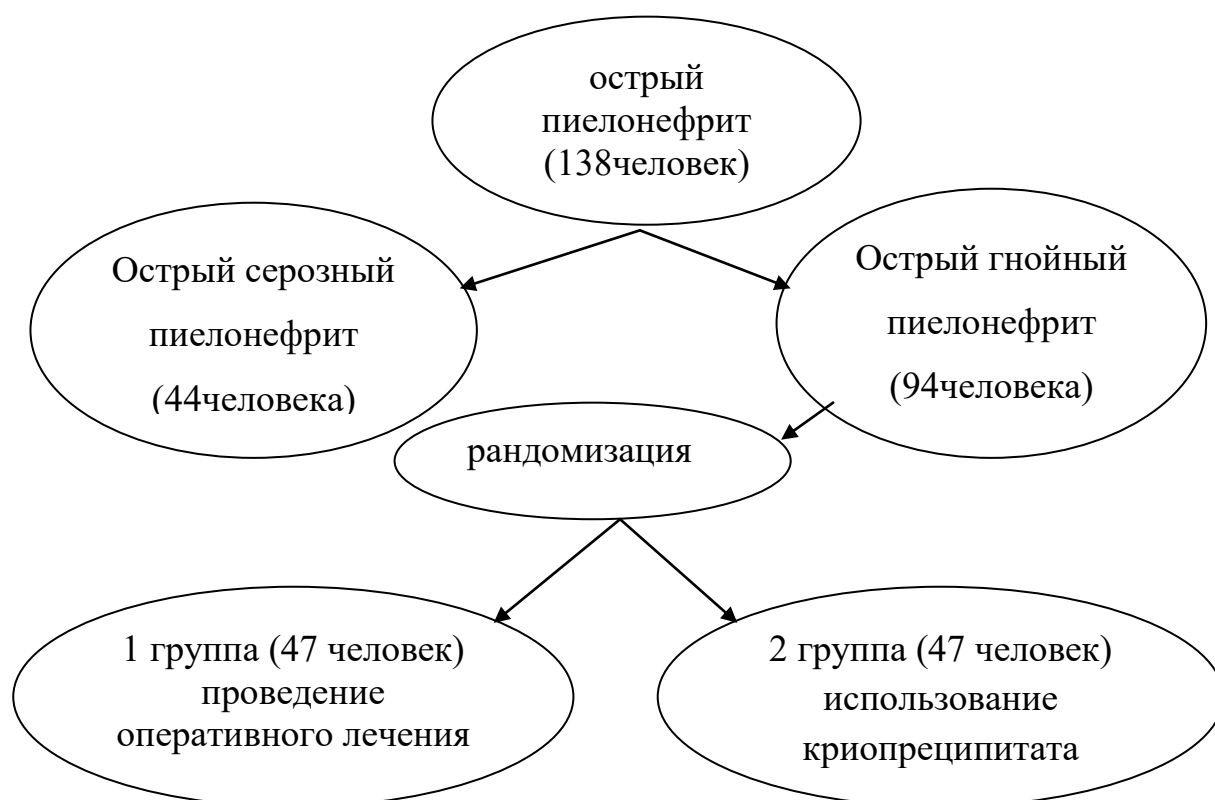 острый
пиелонефрит
(138человек)
Острый серозный
пиелонефрит
(44человека)
Острый гнойный
пиелонефрит
(94человека)
рандомизация
1 группа (47 человек)
проведение
оперативного лечения
2 группа (47 человек)
использование
криопреципитата